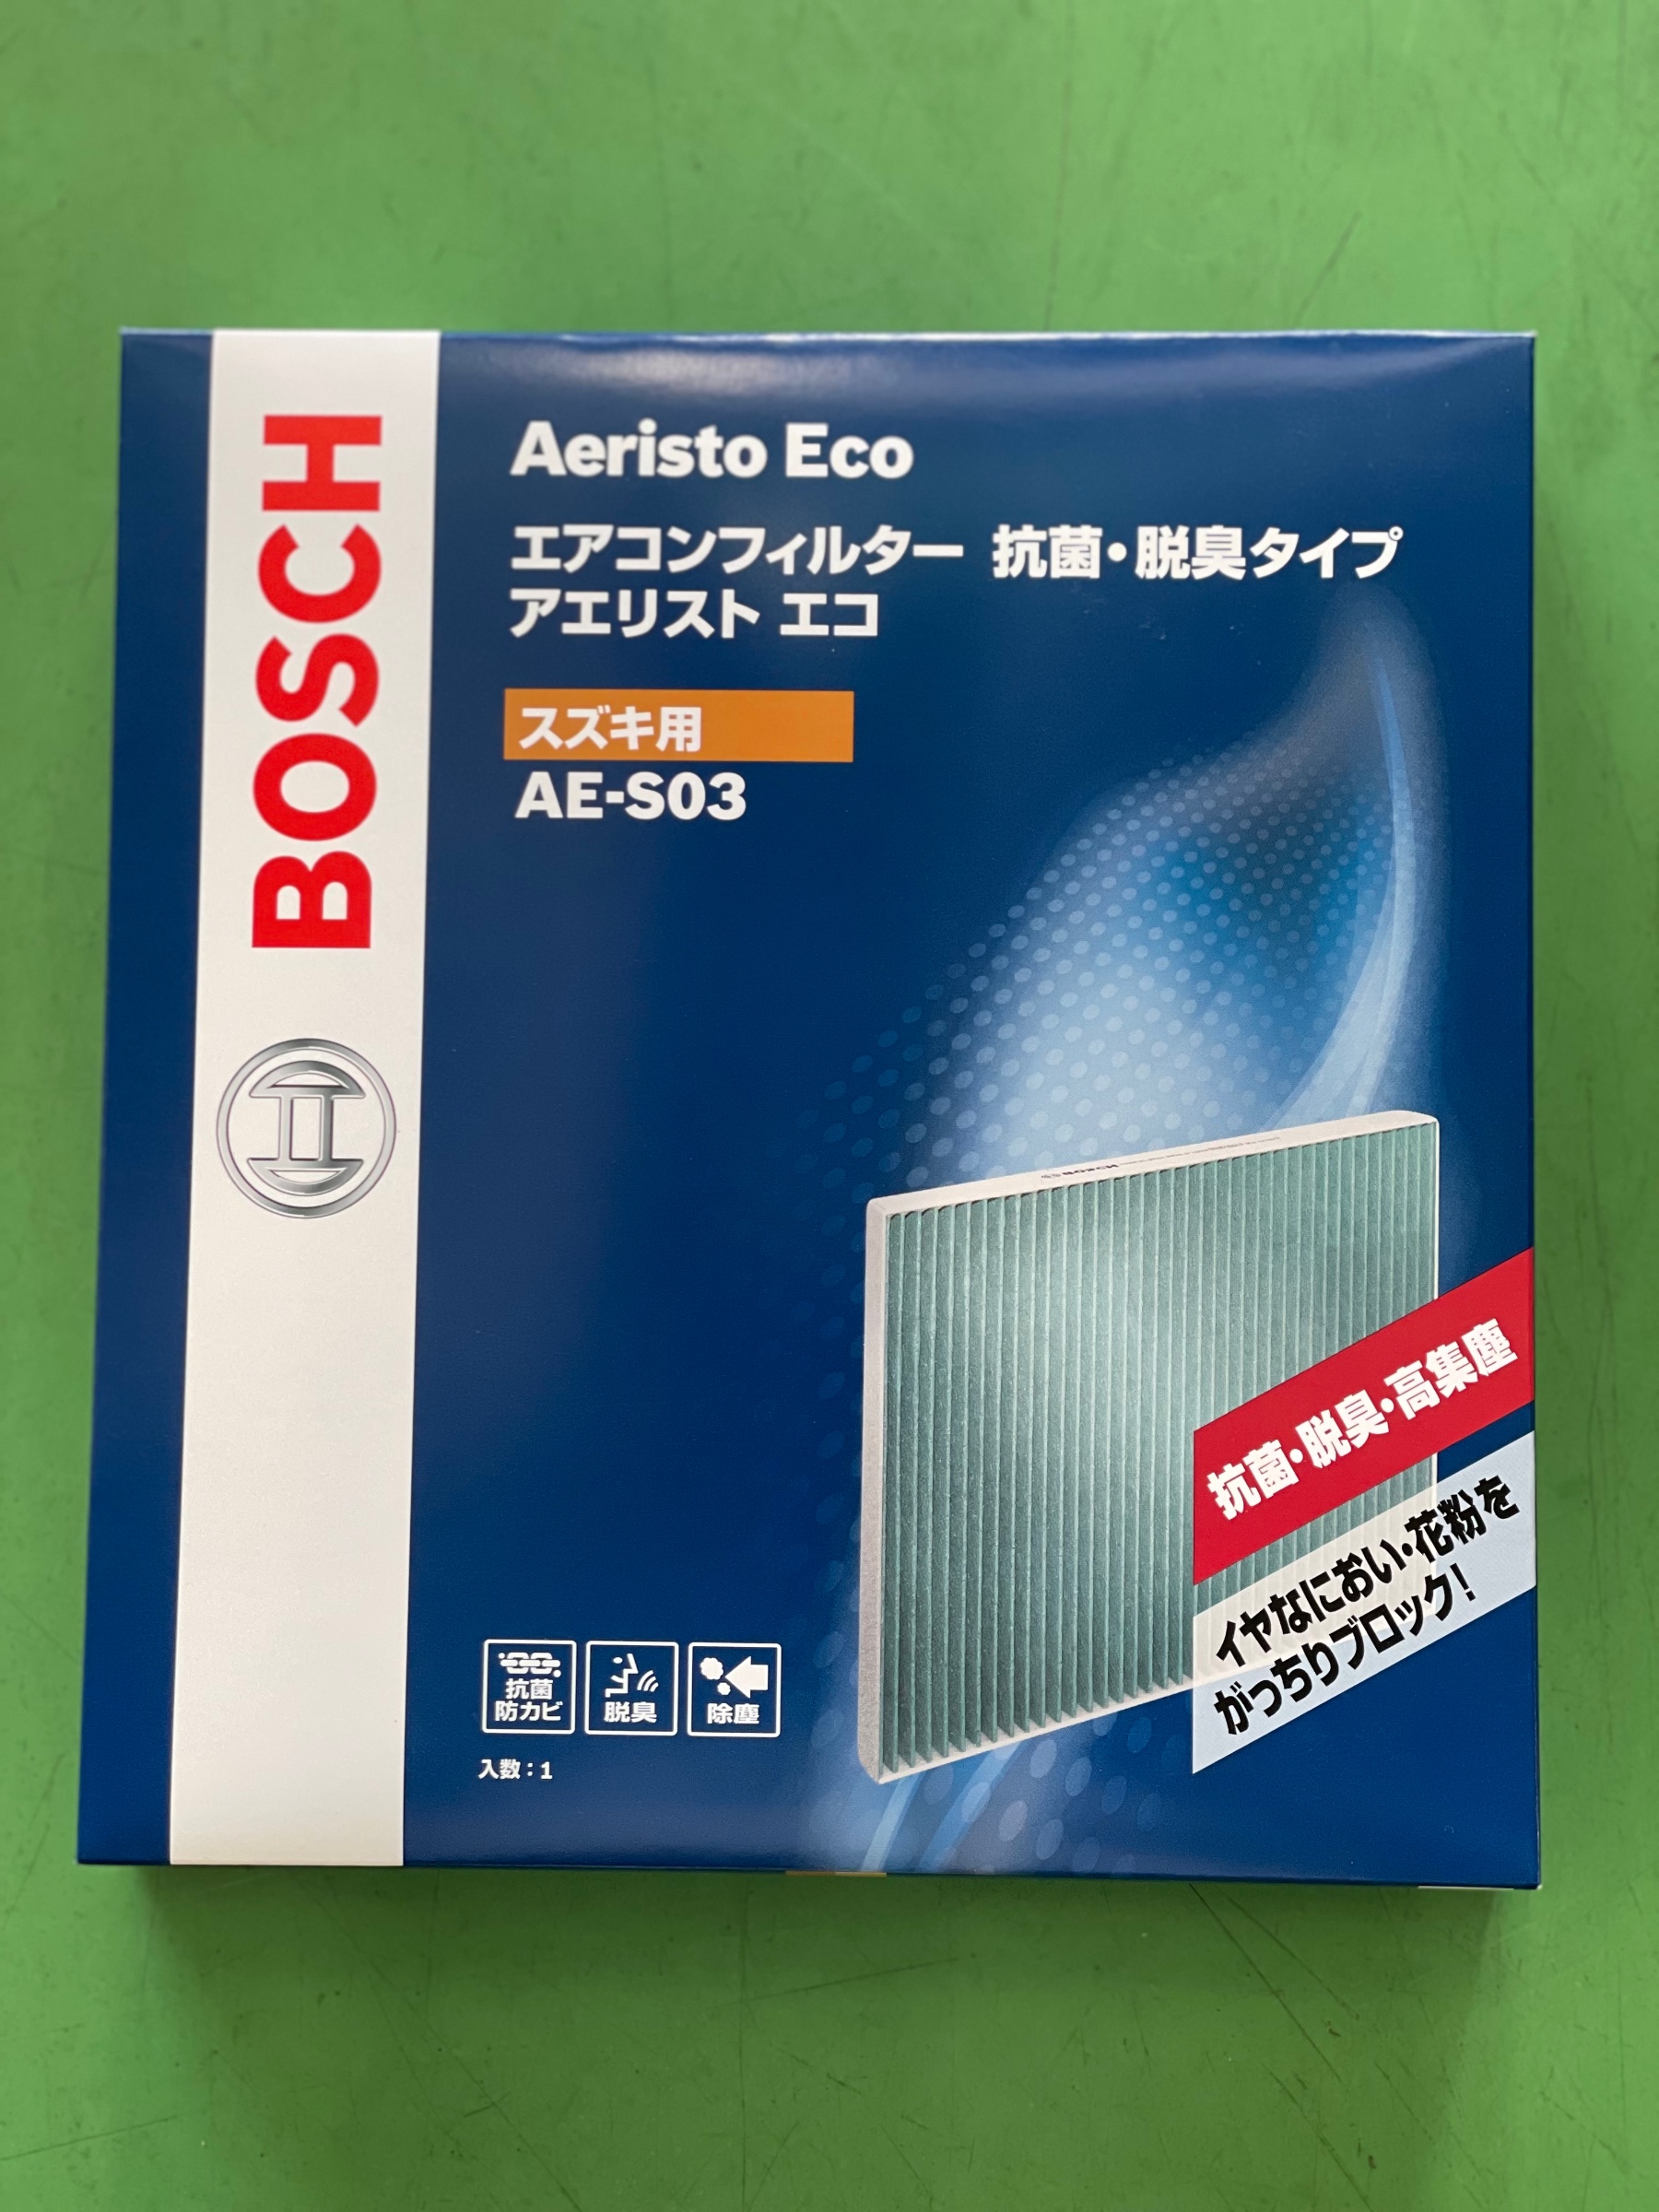 BOSCH
Aeristo Eco
エアコンフィルター 抗菌・脱臭タイプ
アエリスト エコ
スズキ用
AE-S03
BOSCH
抗菌・脱臭・高集塵
イヤなにおい・花粉を
がっちりブロック!
抗菌
防カビ
脱臭
除塵
入数：1